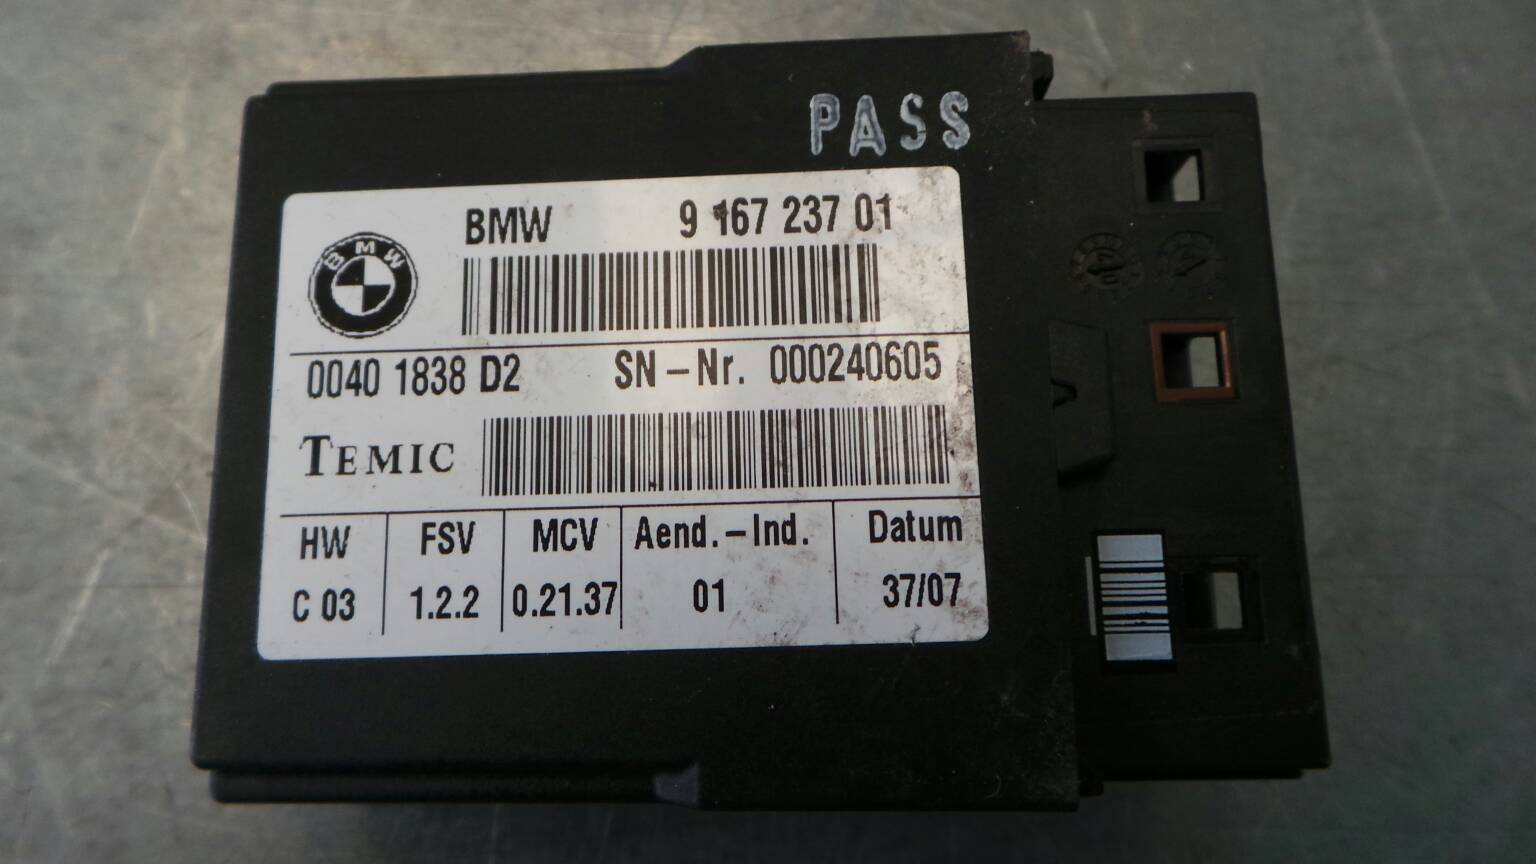 PASS
BMW 9 167 237 01
BMW
0040 1838 D2 SN-Nr. 000240605
TEMIC
HW FSV MCV Aend.-Ind. Datum
C 03 1.2.2 0.21.37 01 37/07